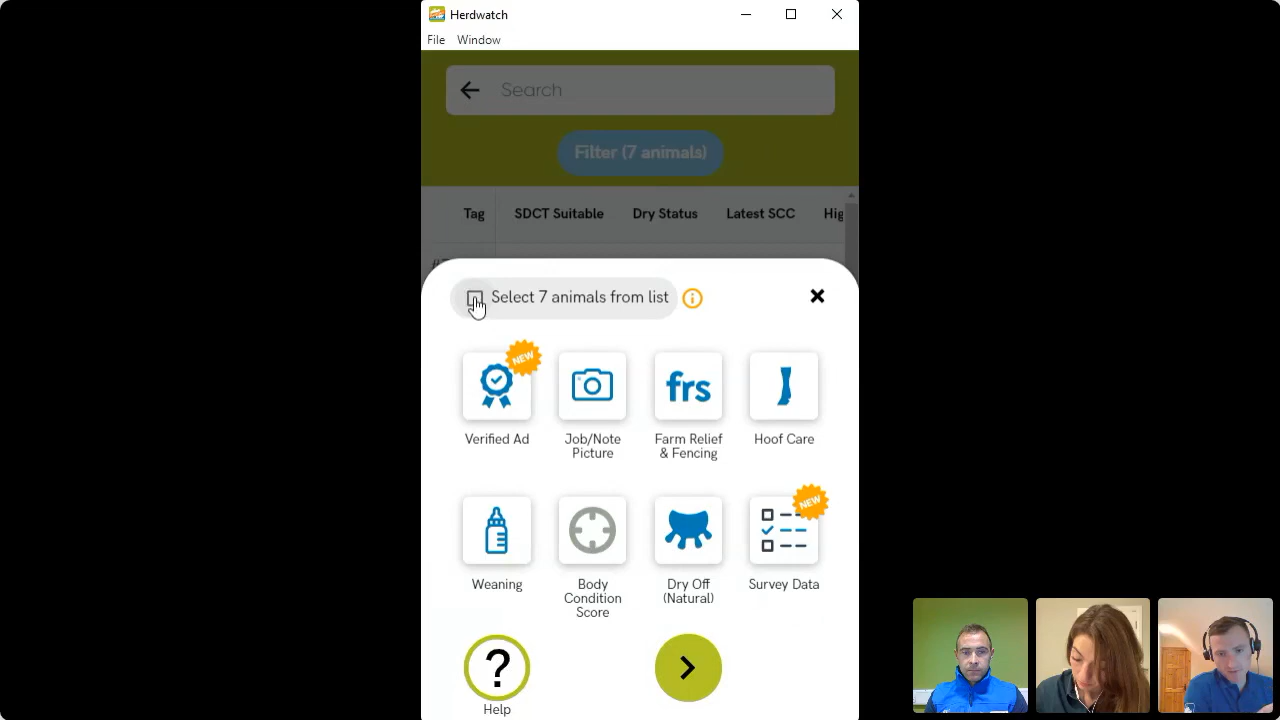 Herdwatch
File Window
Search
Filter (7 animals)
Tag SDCT Suitable Dry Status Latest SCC Hig
Select 7 animals from list
NEW
frs
Verified Ad
Job/Note
Picture
Farm Relief
& Fencing
Hoof Care
NEW
Weaning
Body
Condition
Score
Dry Off
(Natural)
Survey Data
?
Help